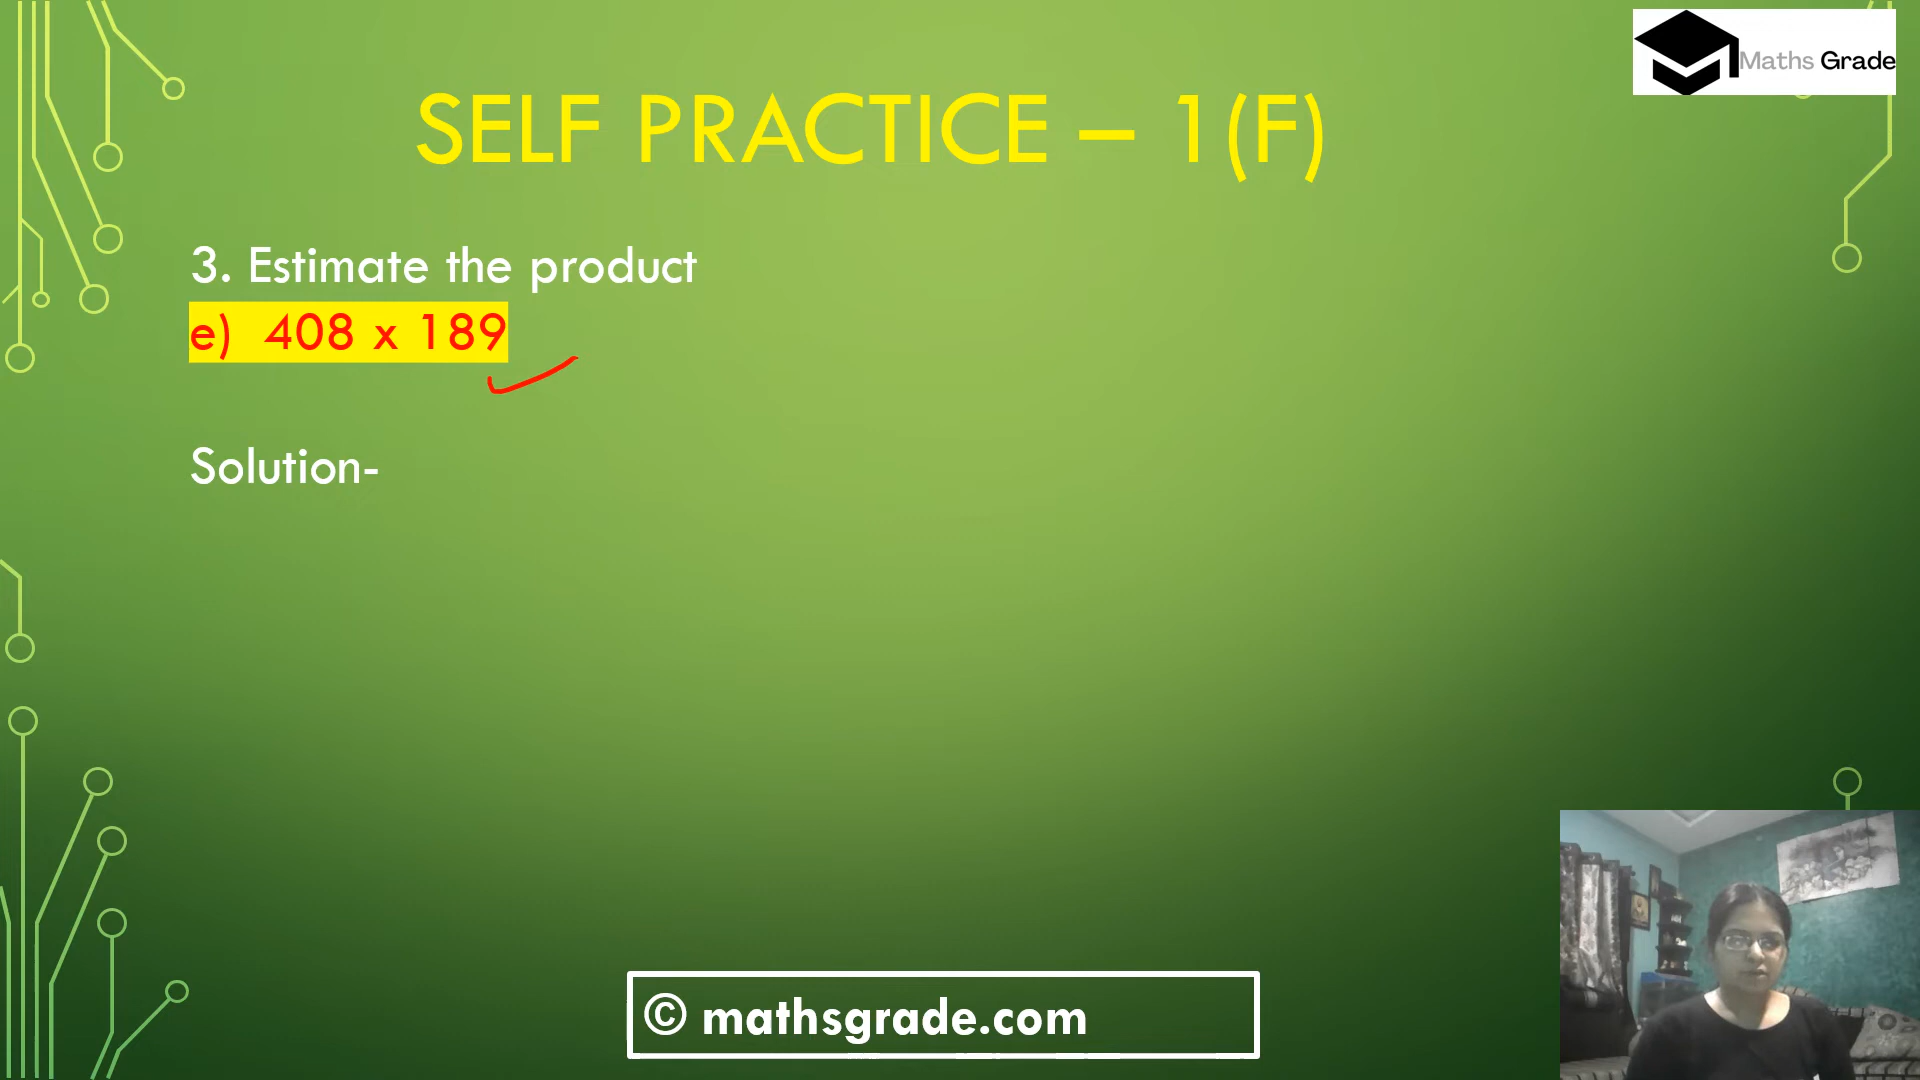 Maths Grade
SELF PRACTICE – 1(F)
3. Estimate the product
e) 408 x 189
Solution-
© mathsgrade.com